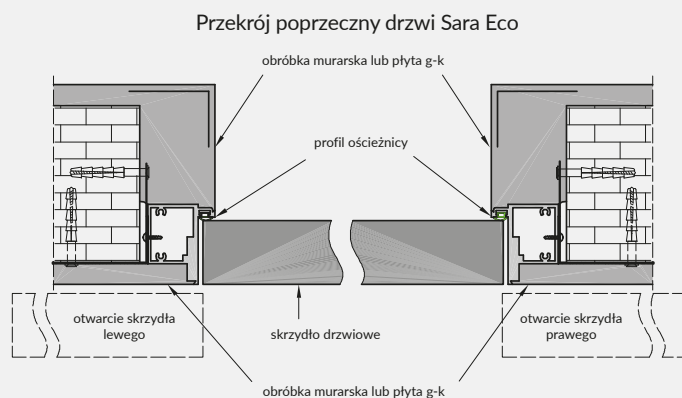 Przekrój poprzeczny drzwi Sara Eco
obróbka murarska lub płyta g-k
profil ościeżnicy
otwarcie skrzydła
lewego
skrzydło drzwiowe
otwarcie skrzydła
prawego
obróbka murarska lub płyta g-k